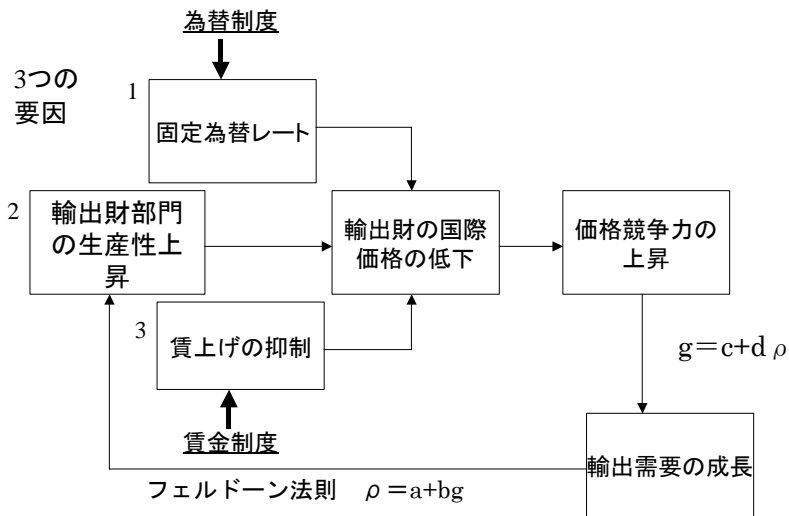 為替制度
3つの
要因
1
固定為替レート
2
輸出財部門
の生産性上
昇
輸出財の国際
価格の低下
価格競争力の
上昇
3
賃上げの抑制
g＝c+dρ
賃金制度
輸出需要の成長
フェルドーン法則　ρ＝a+bg